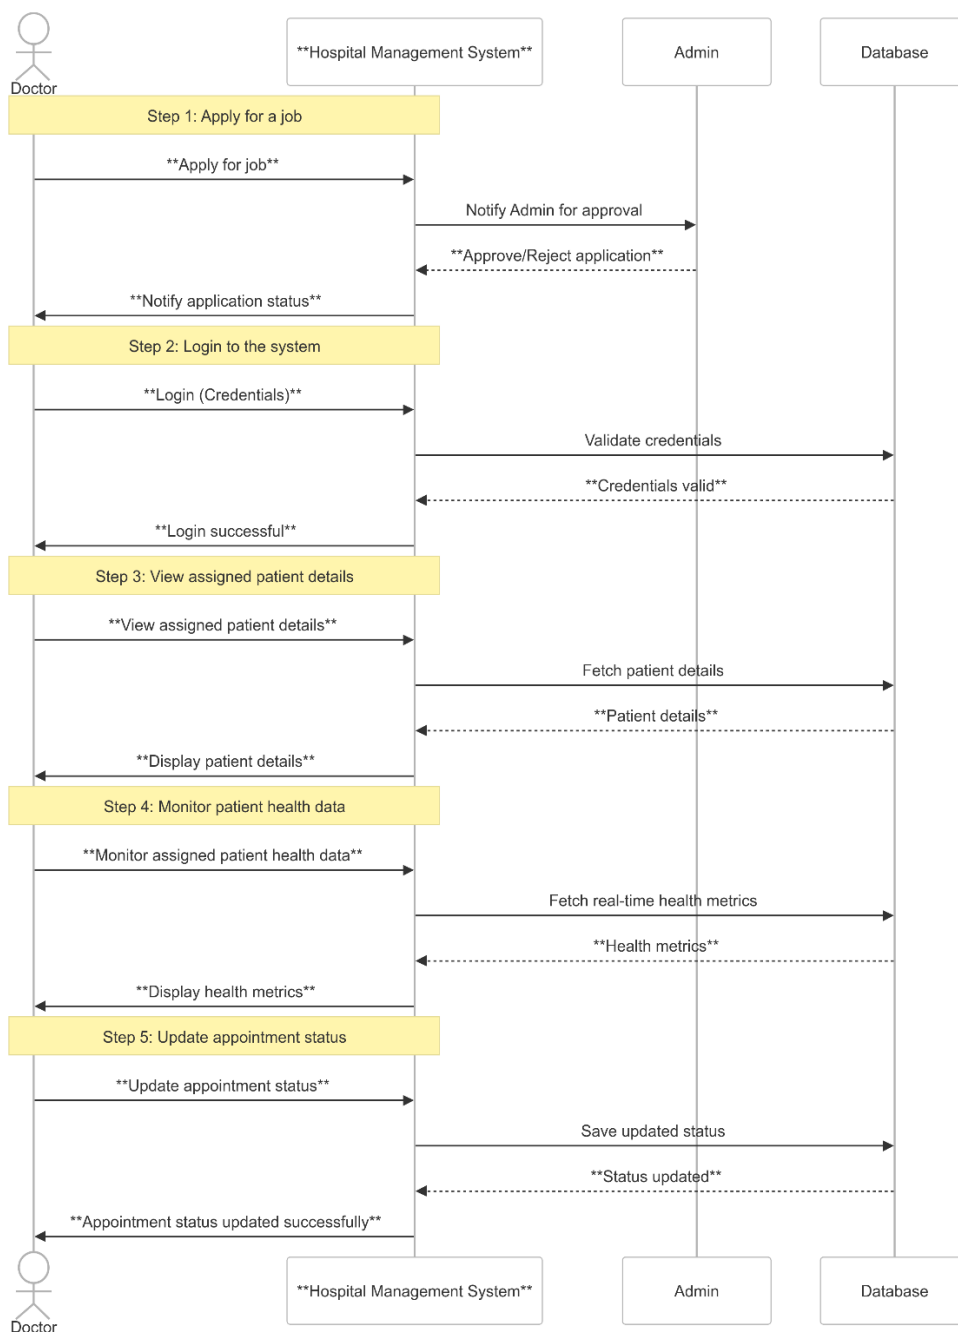 Doctor
**Hospital Management System**
Admin
Database
Step 1: Apply for a job
**Apply for job**
Notify Admin for approval
**Approve/Reject application**
**Notify application status**
Step 2: Login to the system
**Login (Credentials)**
Validate credentials
**Credentials valid**
**Login successful**
Step 3: View assigned patient details
**View assigned patient details**
Fetch patient details
**Patient details**
**Display patient details**
Step 4: Monitor patient health data
**Monitor assigned patient health data**
Fetch real-time health metrics
**Health metrics**
**Display health metrics**
Step 5: Update appointment status
**Update appointment status**
Save updated status
**Status updated**
**Appointment status updated successfully**
**Hospital Management System**
Admin
Database
Doctor